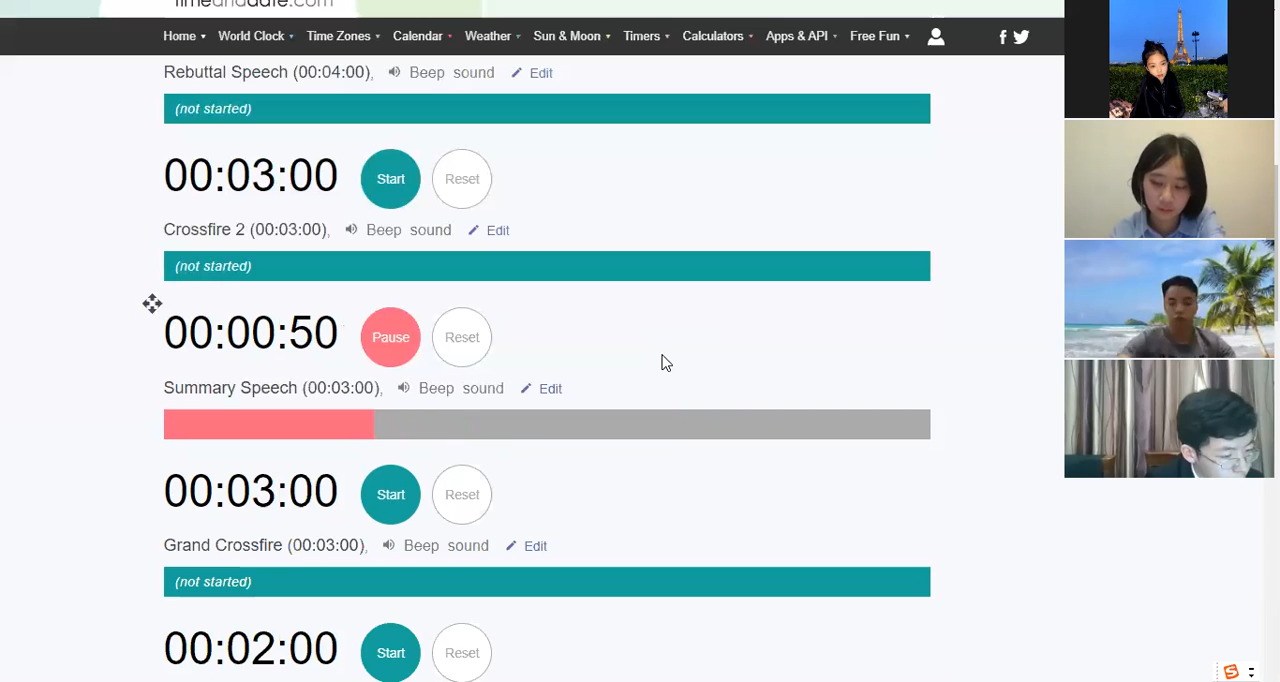 timeanddate.com
Home World Clock Time Zones Calendar Weather Sun & Moon Timers Calculators Apps & API Free Fun
Rebuttal Speech (00:04:00), Beep sound Edit
(not started)
00:03:00 Start Reset
Crossfire 2 (00:03:00), Beep sound Edit
(not started)
00:00:50 Pause Reset
Summary Speech (00:03:00), Beep sound Edit
00:03:00 Start Reset
Grand Crossfire (00:03:00), Beep sound Edit
(not started)
00:02:00 Start Reset